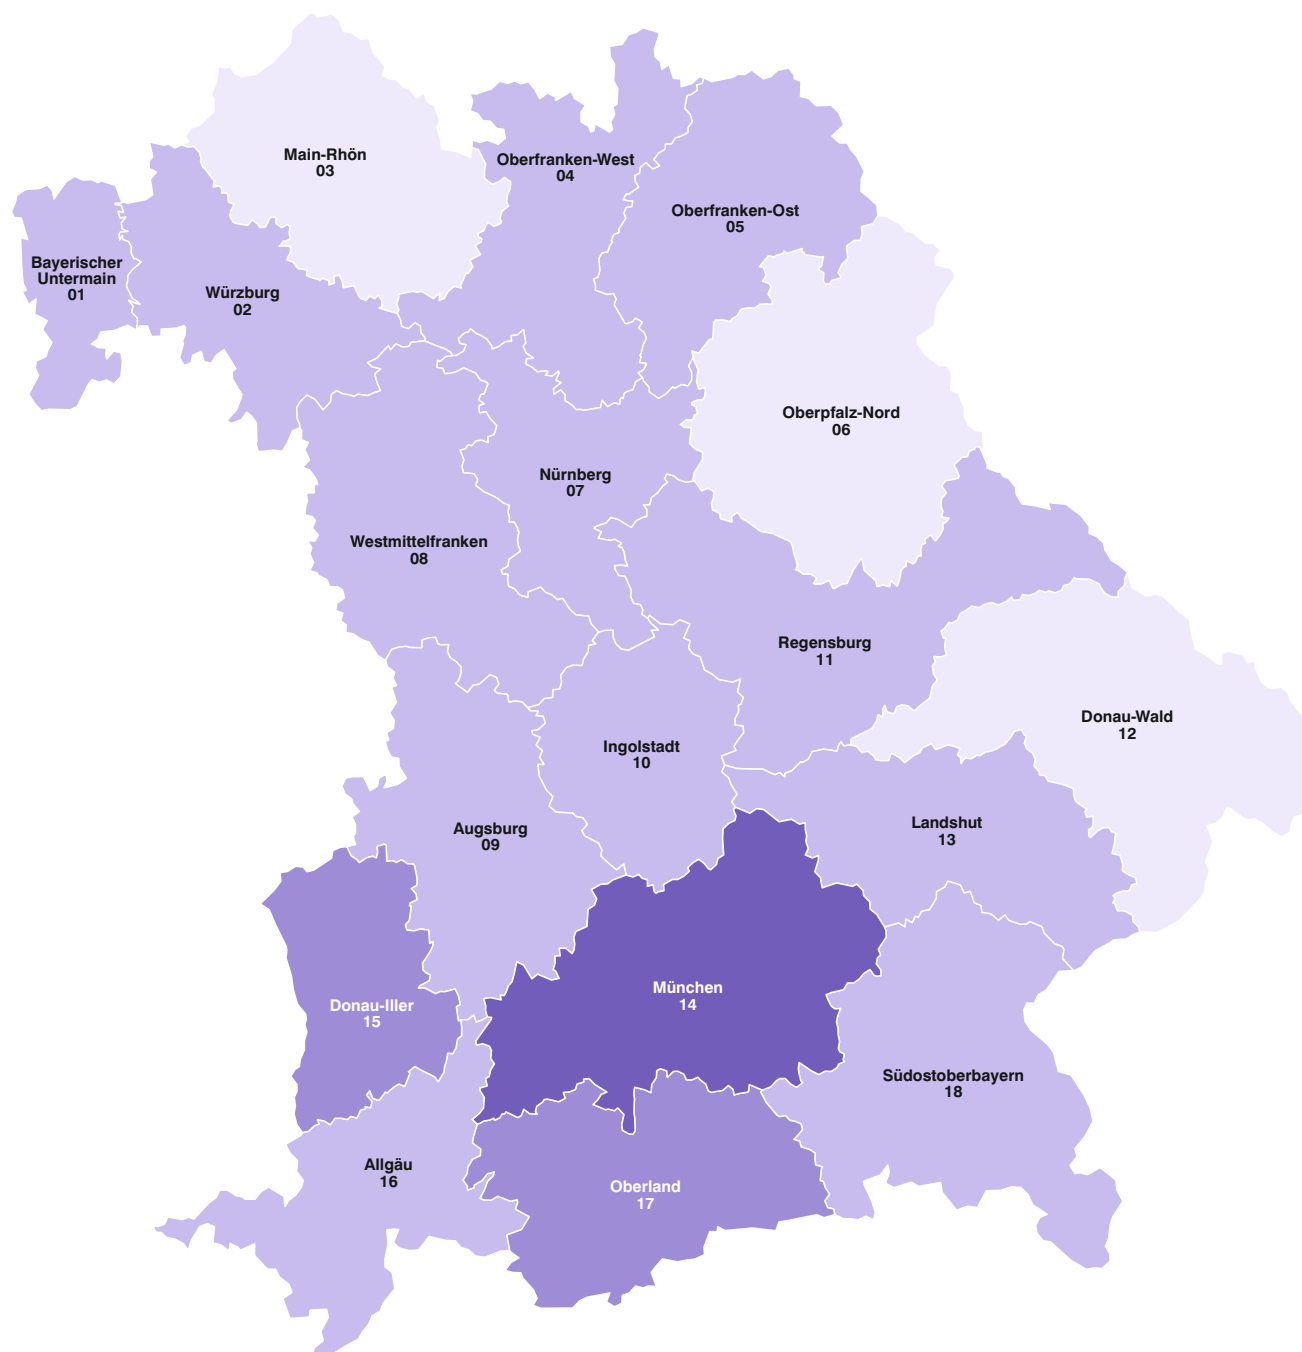 Main-Rhön
03
Oberfranken-West
04
Oberfranken-Ost
05
Bayerischer
Untermain
01
Würzburg
02
Oberpfalz-Nord
06
Nürnberg
07
Westmittelfranken
08
Regensburg
11
Donau-Wald
12
Ingolstadt
10
Augsburg
09
Landshut
13
München
14
Donau-Iller
15
Südostoberbayern
18
Allgäu
16
Oberland
17